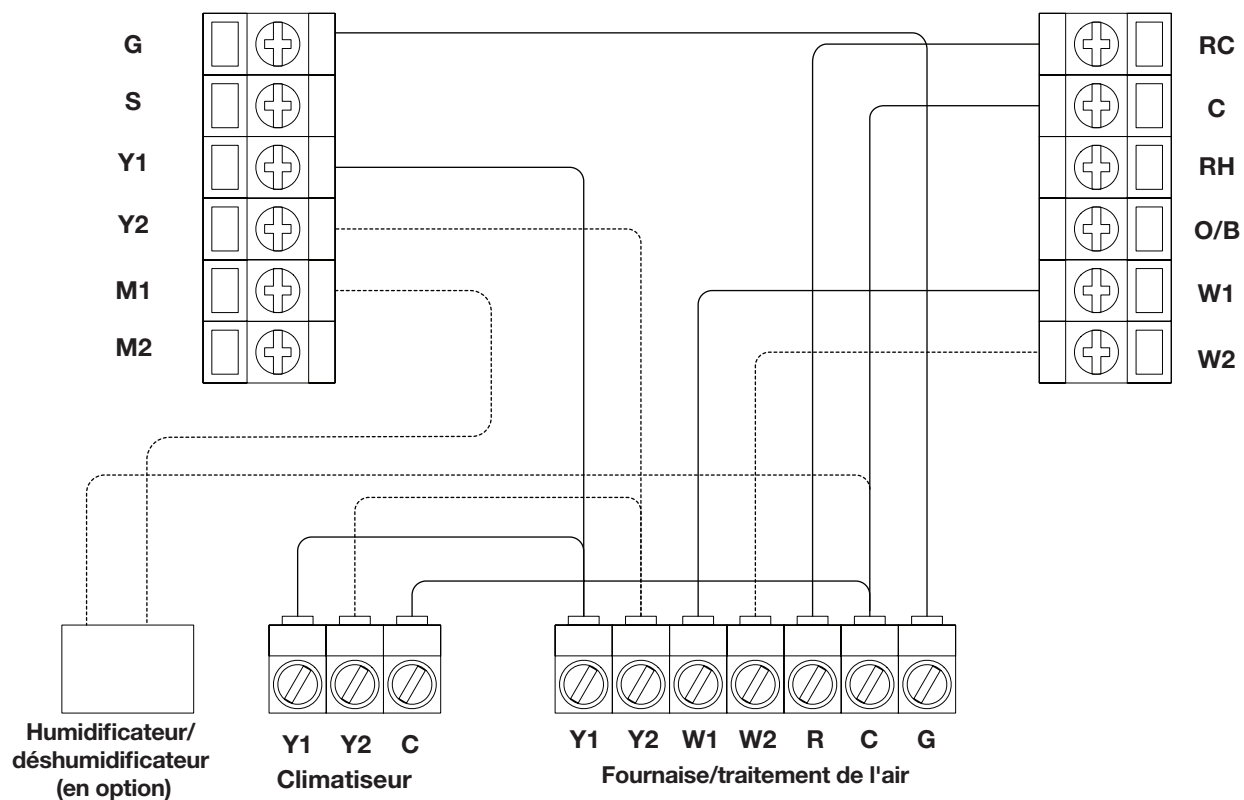 G
S
Y1
Y2
M1
M2
RC
C
RH
O/B
W1
W2
Humidificateur/
déshumidificateur
(en option)
Y1 Y2 C
Climatiseur
Y1 Y2 W1 W2 R C G
Fournaise/traitement de l'air